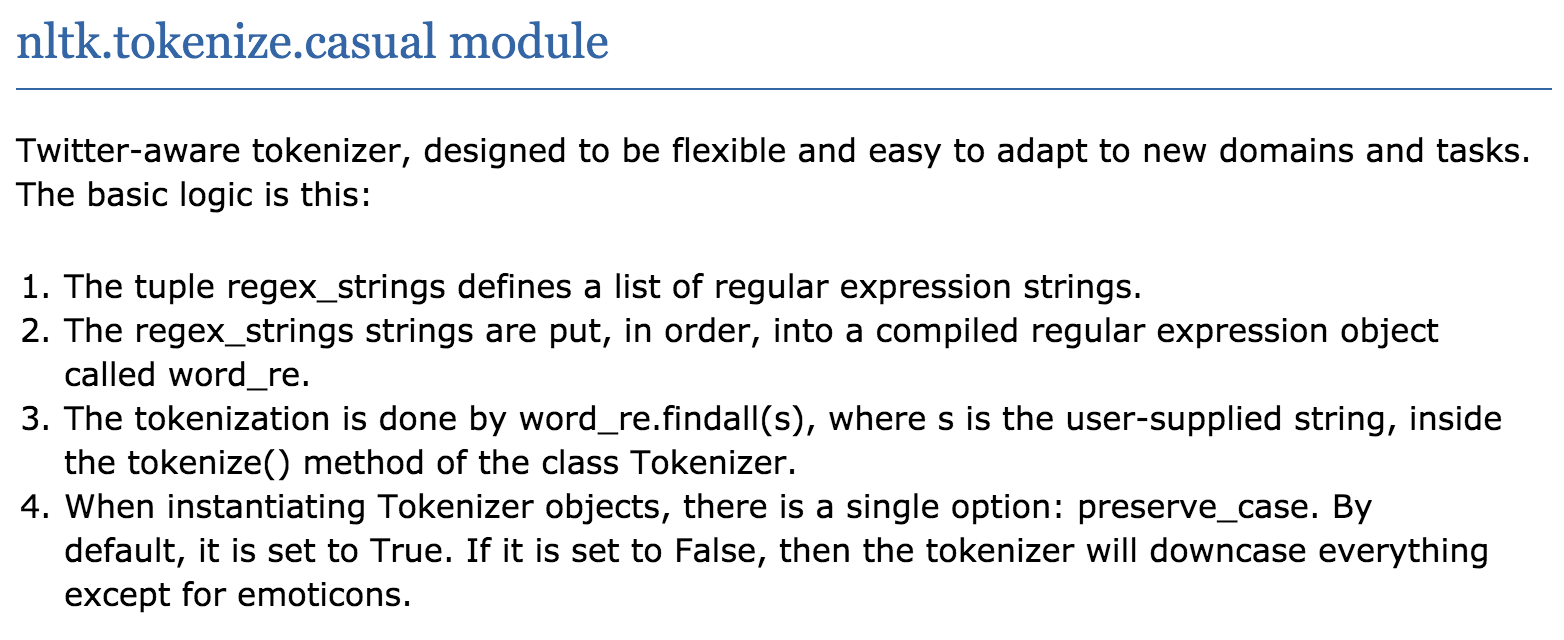 nltk.tokenize.casual module
Twitter-aware tokenizer, designed to be flexible and easy to adapt to new domains and tasks.
The basic logic is this:
1. The tuple regex_strings defines a list of regular expression strings.
2. The regex_strings strings are put, in order, into a compiled regular expression object
called word_re.
3. The tokenization is done by word_re.findall(s), where s is the user-supplied string, inside
the tokenize() method of the class Tokenizer.
4. When instantiating Tokenizer objects, there is a single option: preserve_case. By
default, it is set to True. If it is set to False, then the tokenizer will downcase everything
except for emoticons.